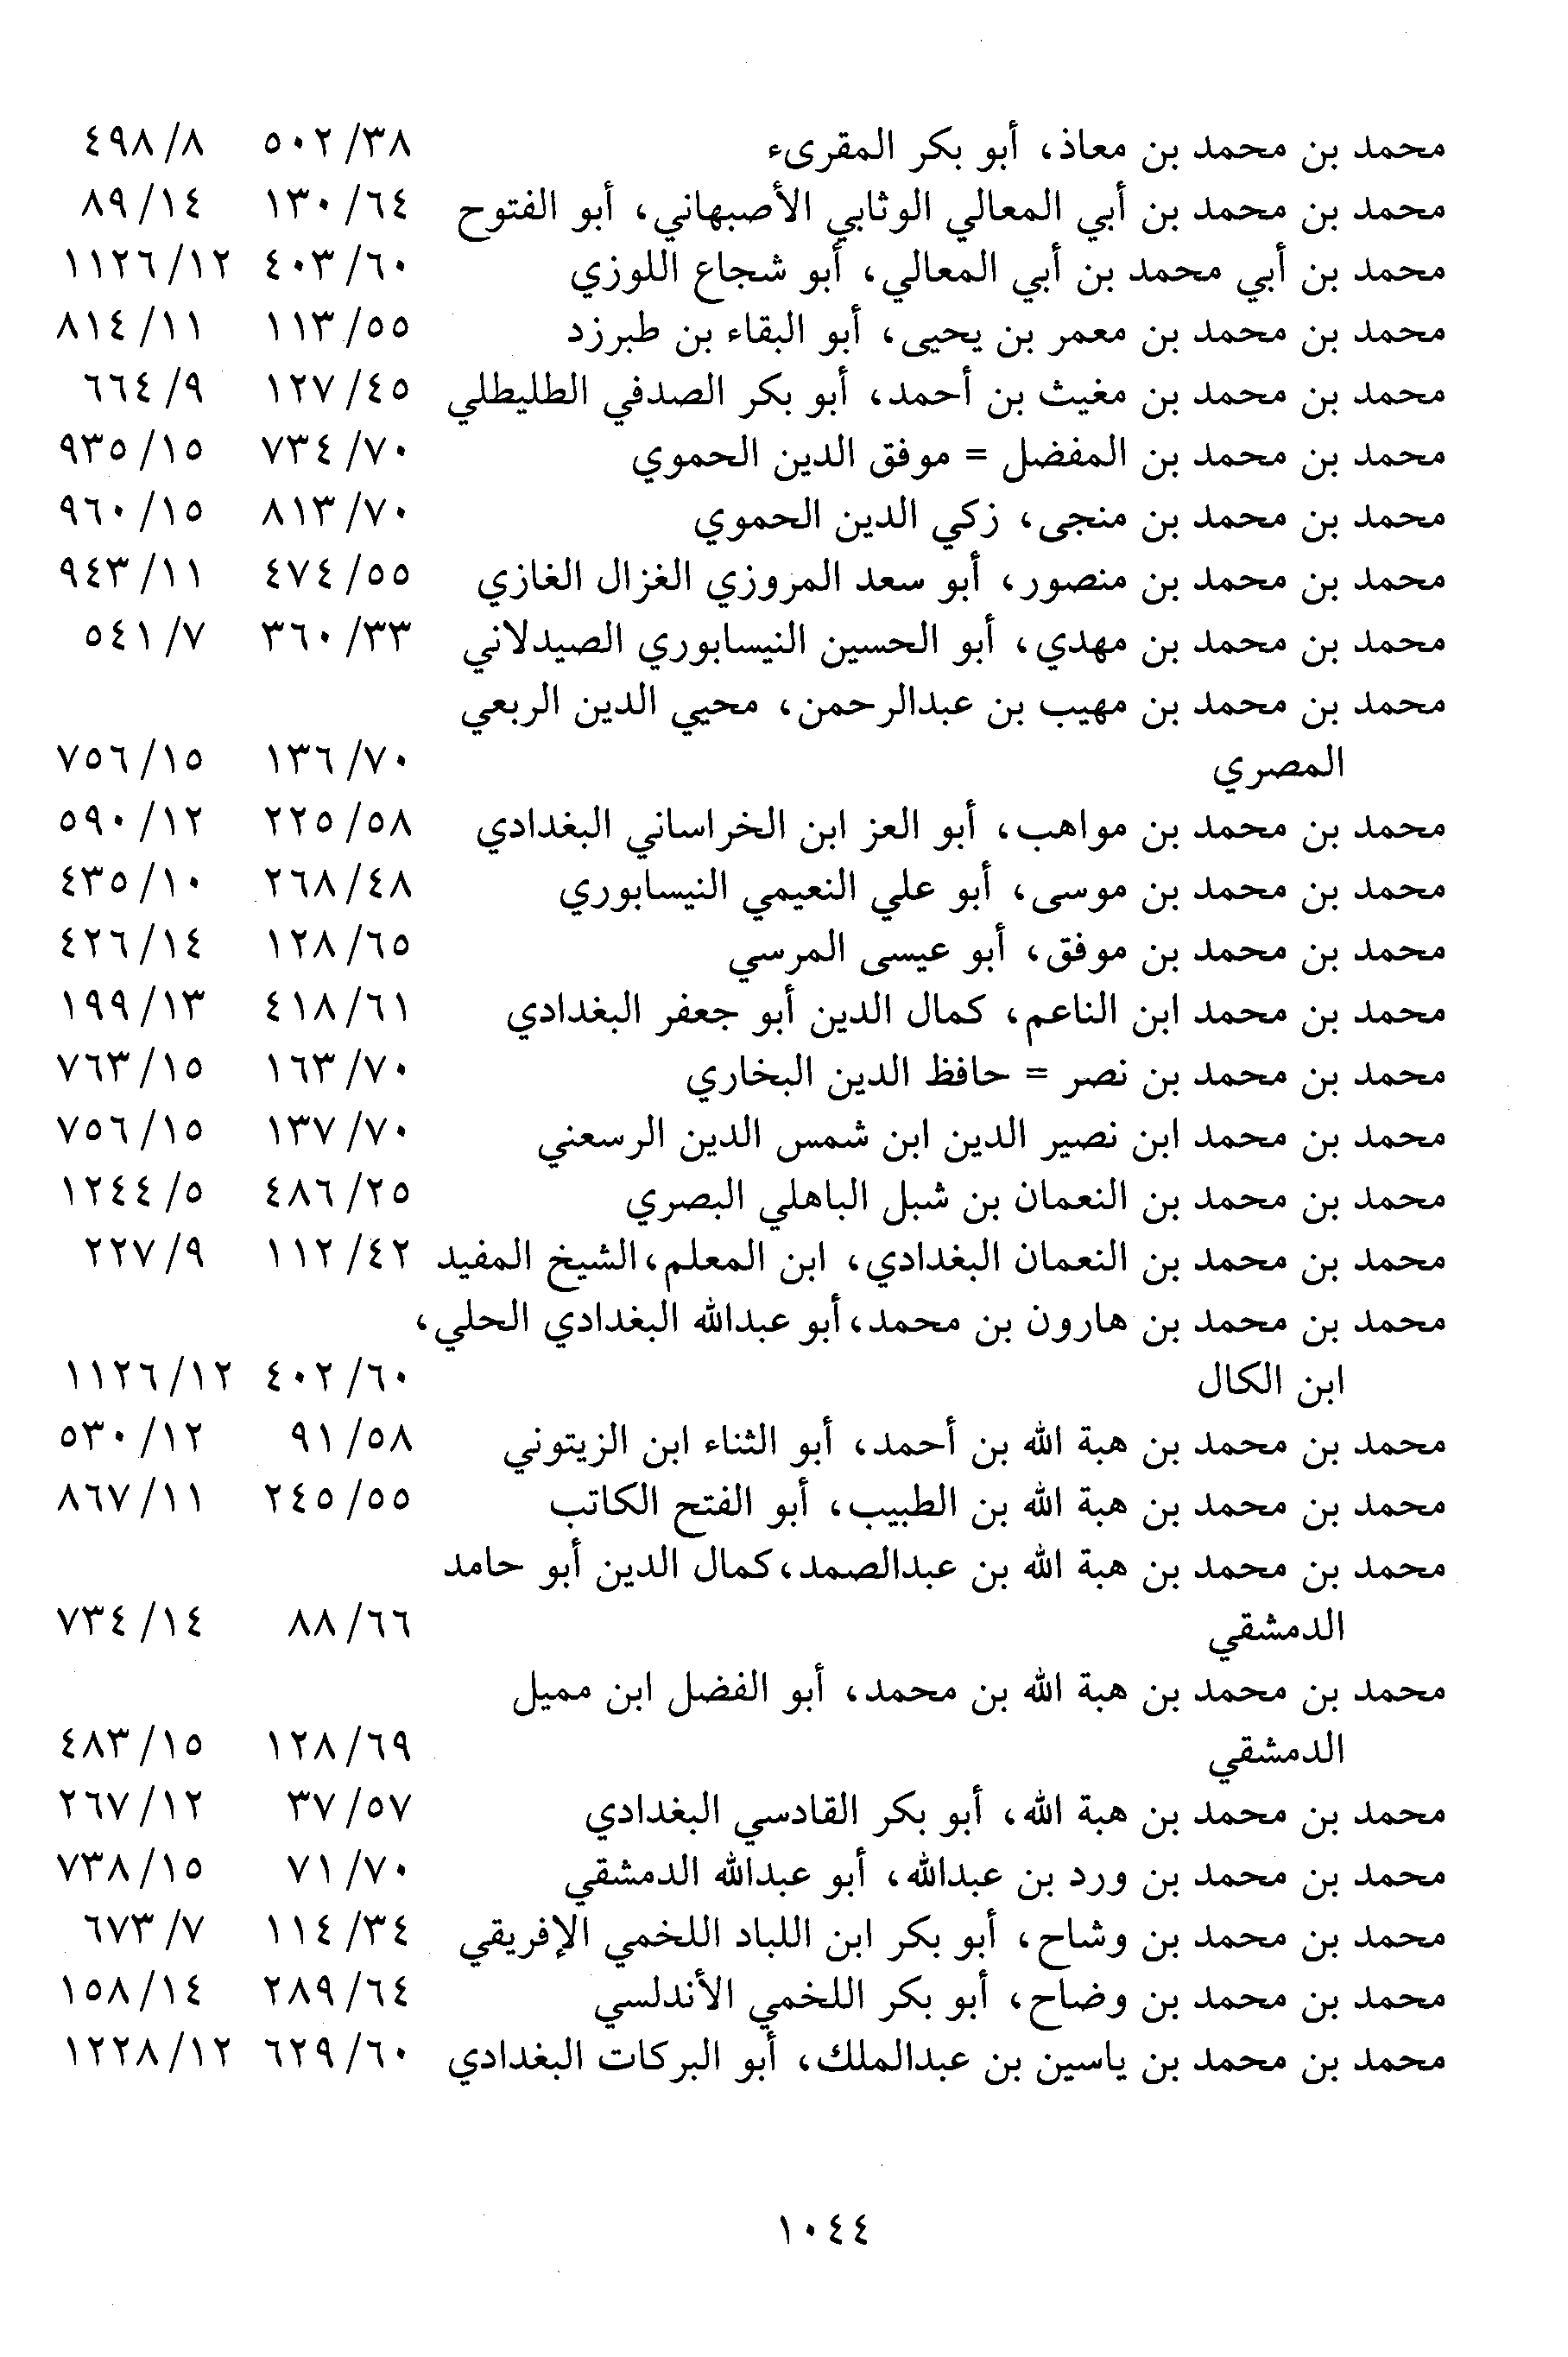 محمد بن محمد بن معاذ، أبو بكر المقرىء ٣٨/ ٥٠٢ ٨/ ٤٩٨
محمد بن محمد بن أبي المعالي الوثابي الأصبهاني، أبو الفتوح ٦٤/ ١٣٠ ١٤/ ٨٩
محمد بن أبي محمد بن أبي المعالي، أبو شجاع اللوزي ٦٠/ ٤٠٣ ١٢/ ١١٢٦
محمد بن محمد بن معمر بن يحيى، أبو البقاء بن طبرزد ٥٥/ ١١٣ ١١/ ٨١٤
محمد بن محمد بن مغيث بن أحمد، أبو بكر الصدفي الطليطلي ٤٥/ ١٢٧ ٩/ ٦٦٤
محمد بن محمد بن المفضل = موفق الدين الحموي ٧٠/ ٧٣٤ ١٥/ ٩٣٥
محمد بن محمد بن منجى، زكي الدين الحموي ٧٠/ ٨١٣ ١٥/ ٩٦٠
محمد بن محمد بن منصور، أبو سعد المروزي الغزال الغازي ٥٥/ ٤٧٤ ١١/ ٩٤٣
محمد بن محمد بن مهدي، أبو الحسين النيسابوري الصيدلاني ٣٣/ ٣٦٠ ٧/ ٥٤١
محمد بن محمد بن مهيب بن عبدالرحمن، محيي الدين الربعي
المصري ٧٠/ ١٣٦ ١٥/ ٧٥٦
محمد بن محمد بن مواهب، أبو العز ابن الخراساني البغدادي ٥٨/ ٢٢٥ ١٢/ ٥٩٠
محمد بن محمد بن موسى، أبو علي النعيمي النيسابوري ٤٨/ ٢٦٨ ١٠/ ٤٣٥
محمد بن محمد بن موفق، أبو عيسى المرسي ٦٥/ ١٢٨ ١٤/ ٤٢٦
محمد بن محمد ابن الناعم، كمال الدين أبو جعفر البغدادي ٦١/ ٤١٨ ١٣/ ١٩٩
محمد بن محمد بن نصر = حافظ الدين البخاري ٧٠/ ١٦٣ ١٥/ ٧٦٣
محمد بن محمد ابن نصير الدين ابن شمس الدين الرسعني ٧٠/ ١٣٧ ١٥/ ٧٥٦
محمد بن محمد بن النعمان بن شبل الباهلي البصري ٢٥/ ٤٨٦ ٥/ ١٢٤٤
محمد بن محمد بن النعمان البغدادي، ابن المعلم،الشيخ المفيد ٤٢/ ١١٢ ٩/ ٢٢٧
محمد بن محمد بن هارون بن محمد،أبو عبدالله البغدادي الحلي،
ابن الكال ٦٠/ ٤٠٢ ١٢/ ١١٢٦
محمد بن محمد بن هبة الله بن أحمد، أبو الثناء ابن الزيتوني ٥٨/ ٩١ ١٢/ ٥٣٠
محمد بن محمد بن هبة الله بن الطبيب، أبو الفتح الكاتب ٥٥/ ٢٤٥ ١١/ ٨٦٧
محمد بن محمد بن هبة الله بن عبدالصمد،كمال الدين أبو حامد
الدمشقي ٦٦/ ٨٨ ١٤/ ٧٣٤
محمد بن محمد بن هبة الله بن محمد، أبو الفضل ابن مميل
الدمشقي ٦٩/ ١٢٨ ١٥/ ٤٨٣
محمد بن محمد بن هبة الله، أبو بكر القادسي البغدادي ٥٧/ ٣٧ ١٢/ ٢٦٧
محمد بن محمد بن ورد بن عبدالله، أبو عبدالله الدمشقي ٧٠/ ٧١ ١٥/ ٧٣٨
محمد بن محمد بن وشاح، أبو بكر ابن اللباد اللخمي الإفريقي ٣٤/ ١١٤ ٧/ ٦٧٣
محمد بن محمد بن وضاح، أبو بكر اللخمي الأندلسي ٦٤/ ٢٨٩ ١٤/ ١٥٨
محمد بن محمد بن ياسين بن عبدالملك، أبو البركات البغدادي ٦٠/ ٦٢٩ ١٢/ ١٢٢٨
١٠٤٤